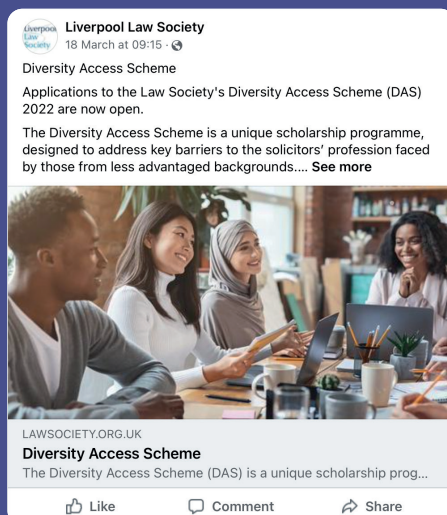 Liverpool
Law
Society
Liverpool Law Society
18 March at 09:15 ·
Diversity Access Scheme
Applications to the Law Society's Diversity Access Scheme (DAS)
2022 are now open.
The Diversity Access Scheme is a unique scholarship programme,
designed to address key barriers to the solicitors' profession faced
by those from less advantaged backgrounds.... See more
LAWSOCIETY.ORG.UK
Diversity Access Scheme
The Diversity Access Scheme (DAS) is a unique scholarship prog...
Like Comment Share